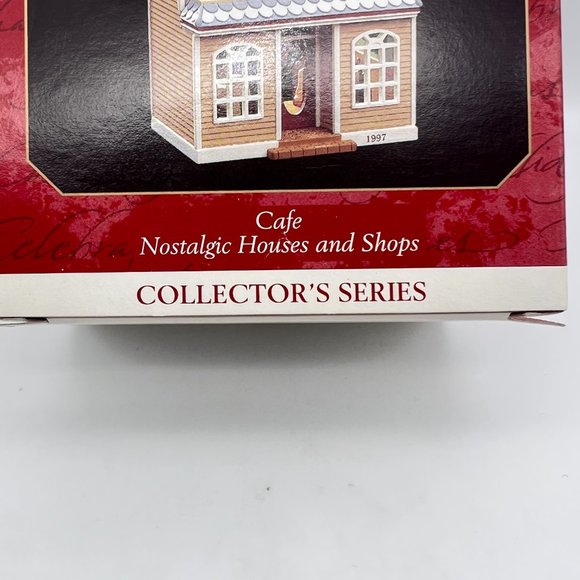 1997
Cafe
Nostalgic Houses and Shops
COLLECTOR'S SERIES